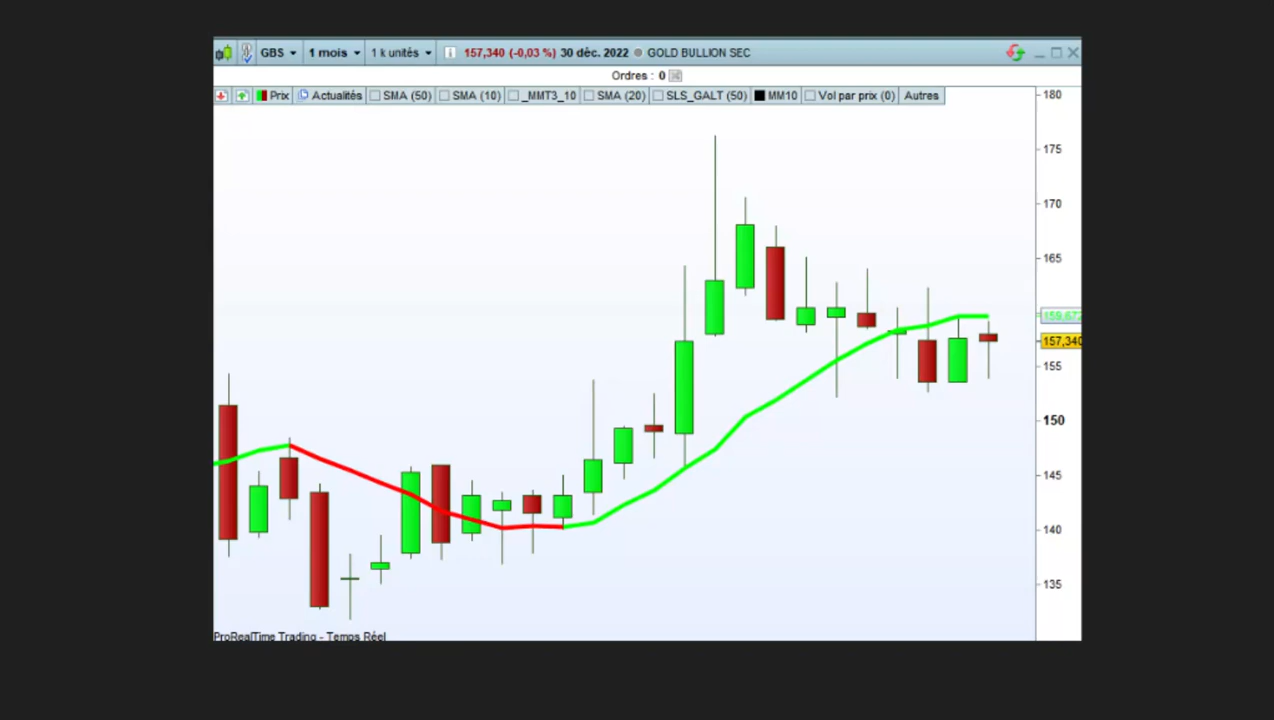 GBS 1 mois 1 k unités 157,340 (-0,03 %) 30 déc. 2022 GOLD BULLION SEC
Ordres : 0
Prix Actualités SMA (50) SMA (10) _MMT3_10 SMA (20) SLS_GALT (50) MM10 Vol par prix (0) Autres
180
175
170
165
159,672
157,340
155
150
145
140
135
ProRealTime Trading - Temps Réel